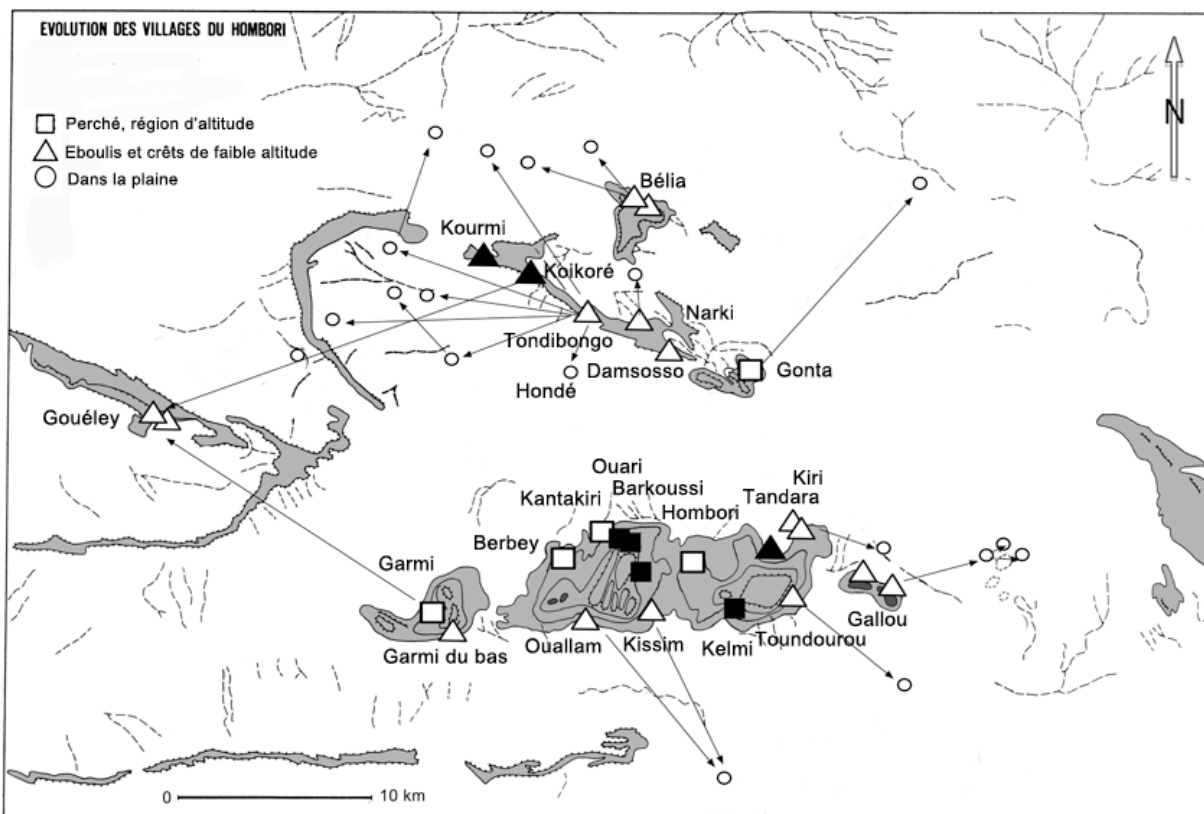 EVOLUTION DES VILLAGES DU HOMBORI
Perché, région d'altitude
Eboulis et crêts de faible altitude
Dans la plaine
N
Bélia
Kourmi
Koikoré
Narki
Tondibongo
Damsosso
Gonta
Hondé
Gouéley
Kiri
Ouari
Tandara
Barkoussi
Kantakiri
Hombori
Berbey
Garmi
Gallou
Toundourou
Ouallam
Kissim
Kelmi
Garmi du bas
0
10 km